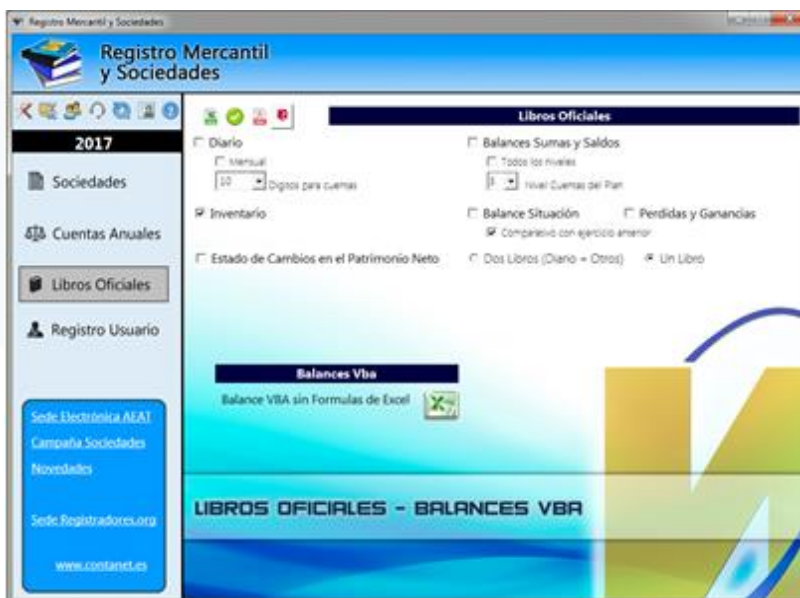 Registro Mercantil y Sociedades
Registro Mercantil
y Sociedades
2017
Sociedades
Cuentas Anuales
Libros Oficiales
Registro Usuario
Sede Electrónica AEAT
Campaña Sociedades
Novedades
Sede Registradores.org
www.contanet.es
Libros Oficiales
Diario
Mensual
10 Digitos para cuentas
Inventario
Estado de Cambios en el Patrimonio Neto
Balances Sumas y Saldos
Todos los niveles
Nivel Cuentas del Plan
Balance Situación Perdidas y Ganancias
Comparativo con ejercicio anterior
Dos Libros (Diario + Otros) Un Libro
Balances Vba
Balance VBA sin Formulas de Excel
LIBROS OFICIALES - BALANCES VBA